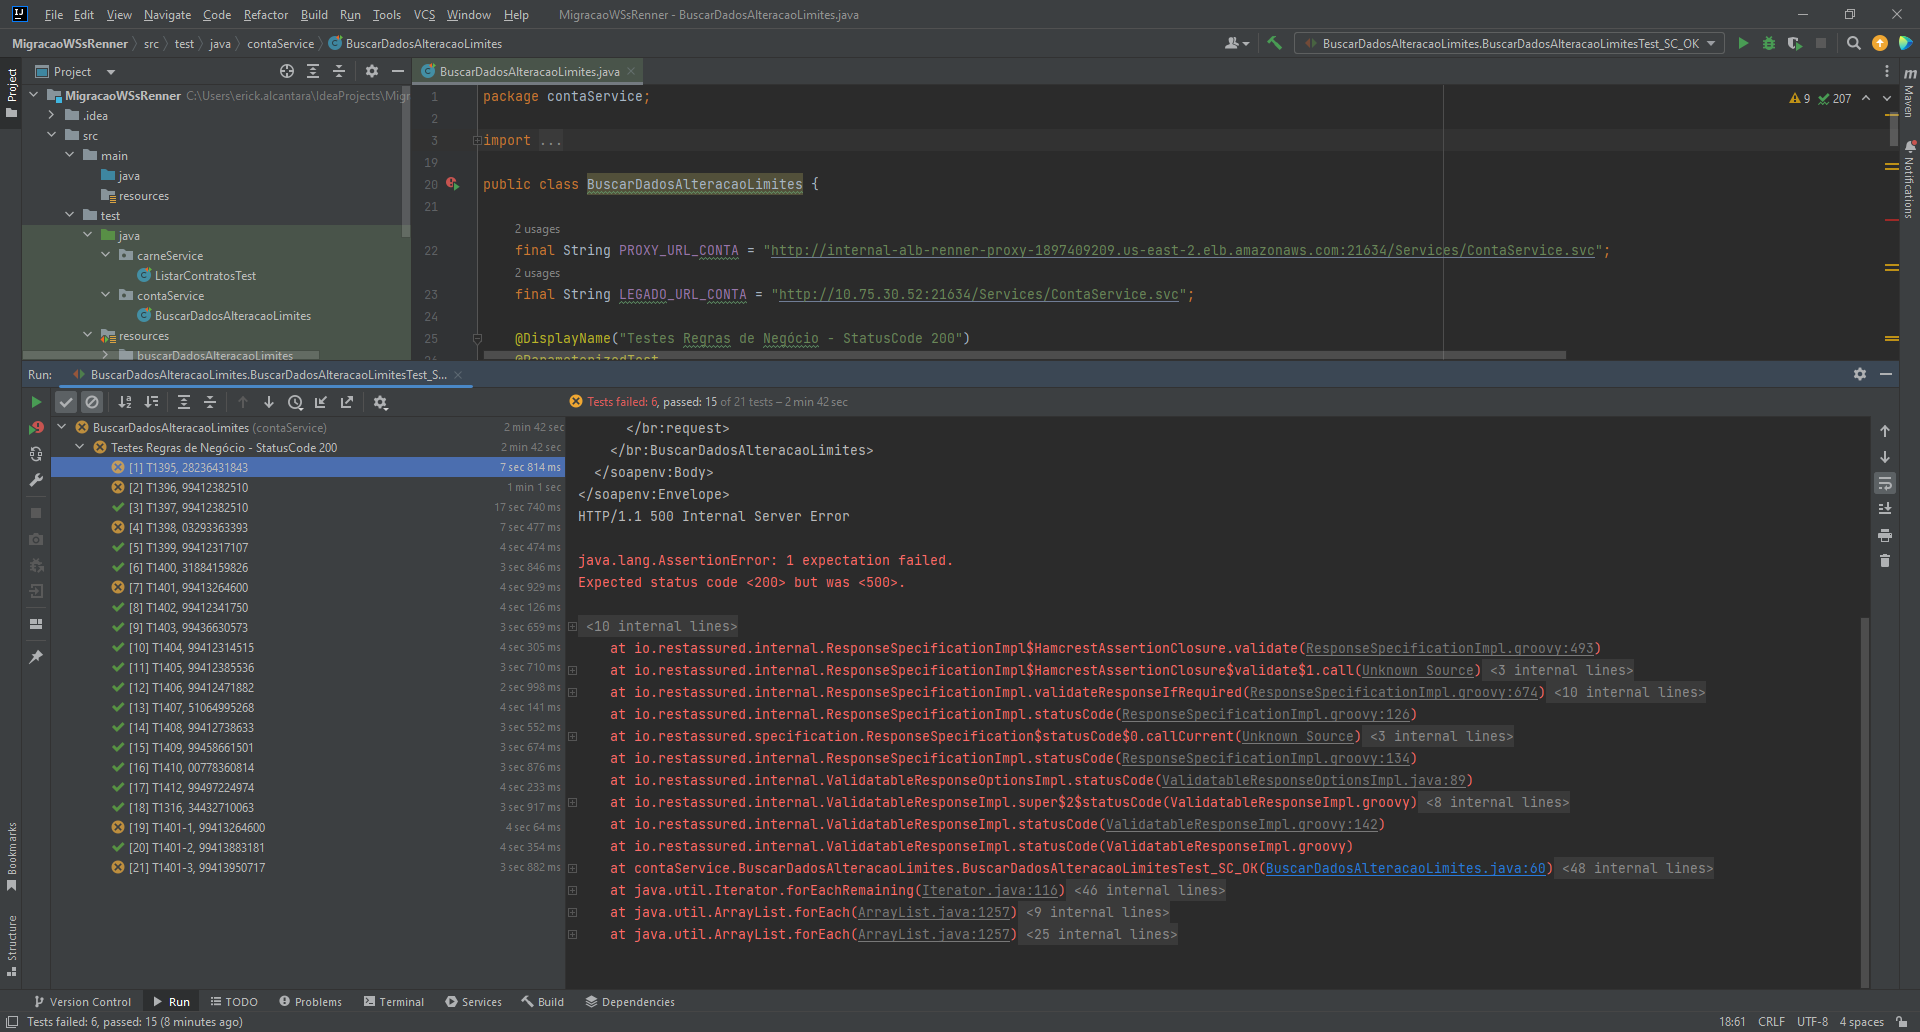 File Edit View Navigate Code Refactor Build Run Tools VCS Window Help MigracaoWSsRenner - BuscarDadosAlteracaoLimites.java
MigracaoWSsRenner src test java contaService BuscarDadosAlteracaoLimites BuscarDadosAlteracaoLimites.BuscarDadosAlteracaoLimitesTest_SC_OK
Project
Project
BuscarDadosAlteracaoLimites.java
MigracaoWSsRenner C:\Users\erick.alcantara\IdeaProjects\Migr
.idea
src
main
java
resources
test
java
carneService
ListarContratosTest
contaService
BuscarDadosAlteracaoLimites
resources
buscarDadosAlteracaoLimites
1 package contaService;
9 207
2
3 import ...
19
20 public class BuscarDadosAlteracaoLimites {
21
2 usages
22 final String PROXY_URL_CONTA = "http://internal-alb-renner-proxy-1897409209.us-east-2.elb.amazonaws.com:21634/Services/ContaService.svc";
2 usages
23 final String LEGADO_URL_CONTA = "http://10.75.30.52:21634/Services/ContaService.svc";
24
25 @DisplayName("Testes Regras de Negócio - StatusCode 200")
26 @ParameterizedTest
m
Maven
Notifications
Run: BuscarDadosAlteracaoLimites.BuscarDadosAlteracaoLimitesTest_S...
Tests failed: 6, passed: 15 of 21 tests – 2 min 42 sec
BuscarDadosAlteracaoLimites (contaService) 2 min 42 sec
Testes Regras de Negócio - StatusCode 200 2 min 42 sec
[1] T1395, 28236431843 7 sec 814 ms
[2] T1396, 99412382510 1 min 1 sec
[3] T1397, 99412382510 17 sec 740 ms
[4] T1398, 03293363393 7 sec 477 ms
[5] T1399, 99412317107 4 sec 474 ms
[6] T1400, 31884159826 3 sec 846 ms
[7] T1401, 99413264600 4 sec 929 ms
[8] T1402, 99412341750 4 sec 126 ms
[9] T1403, 99436630573 3 sec 659 ms
[10] T1404, 99412314515 4 sec 305 ms
[11] T1405, 99412385536 3 sec 710 ms
[12] T1406, 99412471882 2 sec 998 ms
[13] T1407, 51064995268 4 sec 141 ms
[14] T1408, 99412738633 3 sec 552 ms
[15] T1409, 99458661501 3 sec 674 ms
[16] T1410, 00778360814 3 sec 876 ms
[17] T1412, 99497224974 4 sec 233 ms
[18] T1316, 34432710063 3 sec 917 ms
[19] T1401-1, 99413264600 4 sec 64 ms
[20] T1401-2, 99413883181 4 sec 354 ms
[21] T1401-3, 99413950717 3 sec 882 ms
</br:request>
</br:BuscarDadosAlteracaoLimites>
</soapenv:Body>
</soapenv:Envelope>
HTTP/1.1 500 Internal Server Error
java.lang.AssertionError: 1 expectation failed.
Expected status code <200> but was <500>.
<10 internal lines>
at io.restassured.internal.ResponseSpecificationImpl$HamcrestAssertionClosure.validate(ResponseSpecificationImpl.groovy:493)
at io.restassured.internal.ResponseSpecificationImpl$HamcrestAssertionClosure$validate$1.call(Unknown Source) <3 internal lines>
at io.restassured.internal.ResponseSpecificationImpl.validateResponseIfRequired(ResponseSpecificationImpl.groovy:674) <10 internal lines>
at io.restassured.internal.ResponseSpecificationImpl.statusCode(ResponseSpecificationImpl.groovy:126)
at io.restassured.specification.ResponseSpecification$statusCode$0.callCurrent(Unknown Source) <3 internal lines>
at io.restassured.internal.ResponseSpecificationImpl.statusCode(ResponseSpecificationImpl.groovy:134)
at io.restassured.internal.ValidatableResponseOptionsImpl.statusCode(ValidatableResponseOptionsImpl.java:89)
at io.restassured.internal.ValidatableResponseImpl.super$2$statusCode(ValidatableResponseImpl.groovy) <8 internal lines>
at io.restassured.internal.ValidatableResponseImpl.statusCode(ValidatableResponseImpl.groovy:142)
at io.restassured.internal.ValidatableResponseImpl.statusCode(ValidatableResponseImpl.groovy)
at contaService.BuscarDadosAlteracaoLimites.BuscarDadosAlteracaoLimitesTest_SC_OK(BuscarDadosAlteracaoLimites.java:60) <48 internal lines>
at java.util.Iterator.forEachRemaining(Iterator.java:116) <46 internal lines>
at java.util.ArrayList.forEach(ArrayList.java:1257) <9 internal lines>
at java.util.ArrayList.forEach(ArrayList.java:1257) <25 internal lines>
Bookmarks
Structure
Version Control Run TODO Problems Terminal Services Build Dependencies
Tests failed: 6, passed: 15 (8 minutes ago) 18:61 CRLF UTF-8 4 spaces